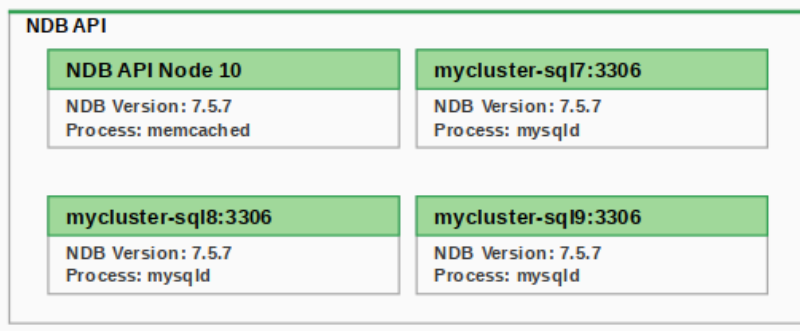 NDB API
NDB API Node 10
NDB Version: 7.5.7
Process: memcached
mycluster-sql7:3306
NDB Version: 7.5.7
Process: mysqld
mycluster-sql8:3306
NDB Version: 7.5.7
Process: mysqld
mycluster-sql9:3306
NDB Version: 7.5.7
Process: mysqld